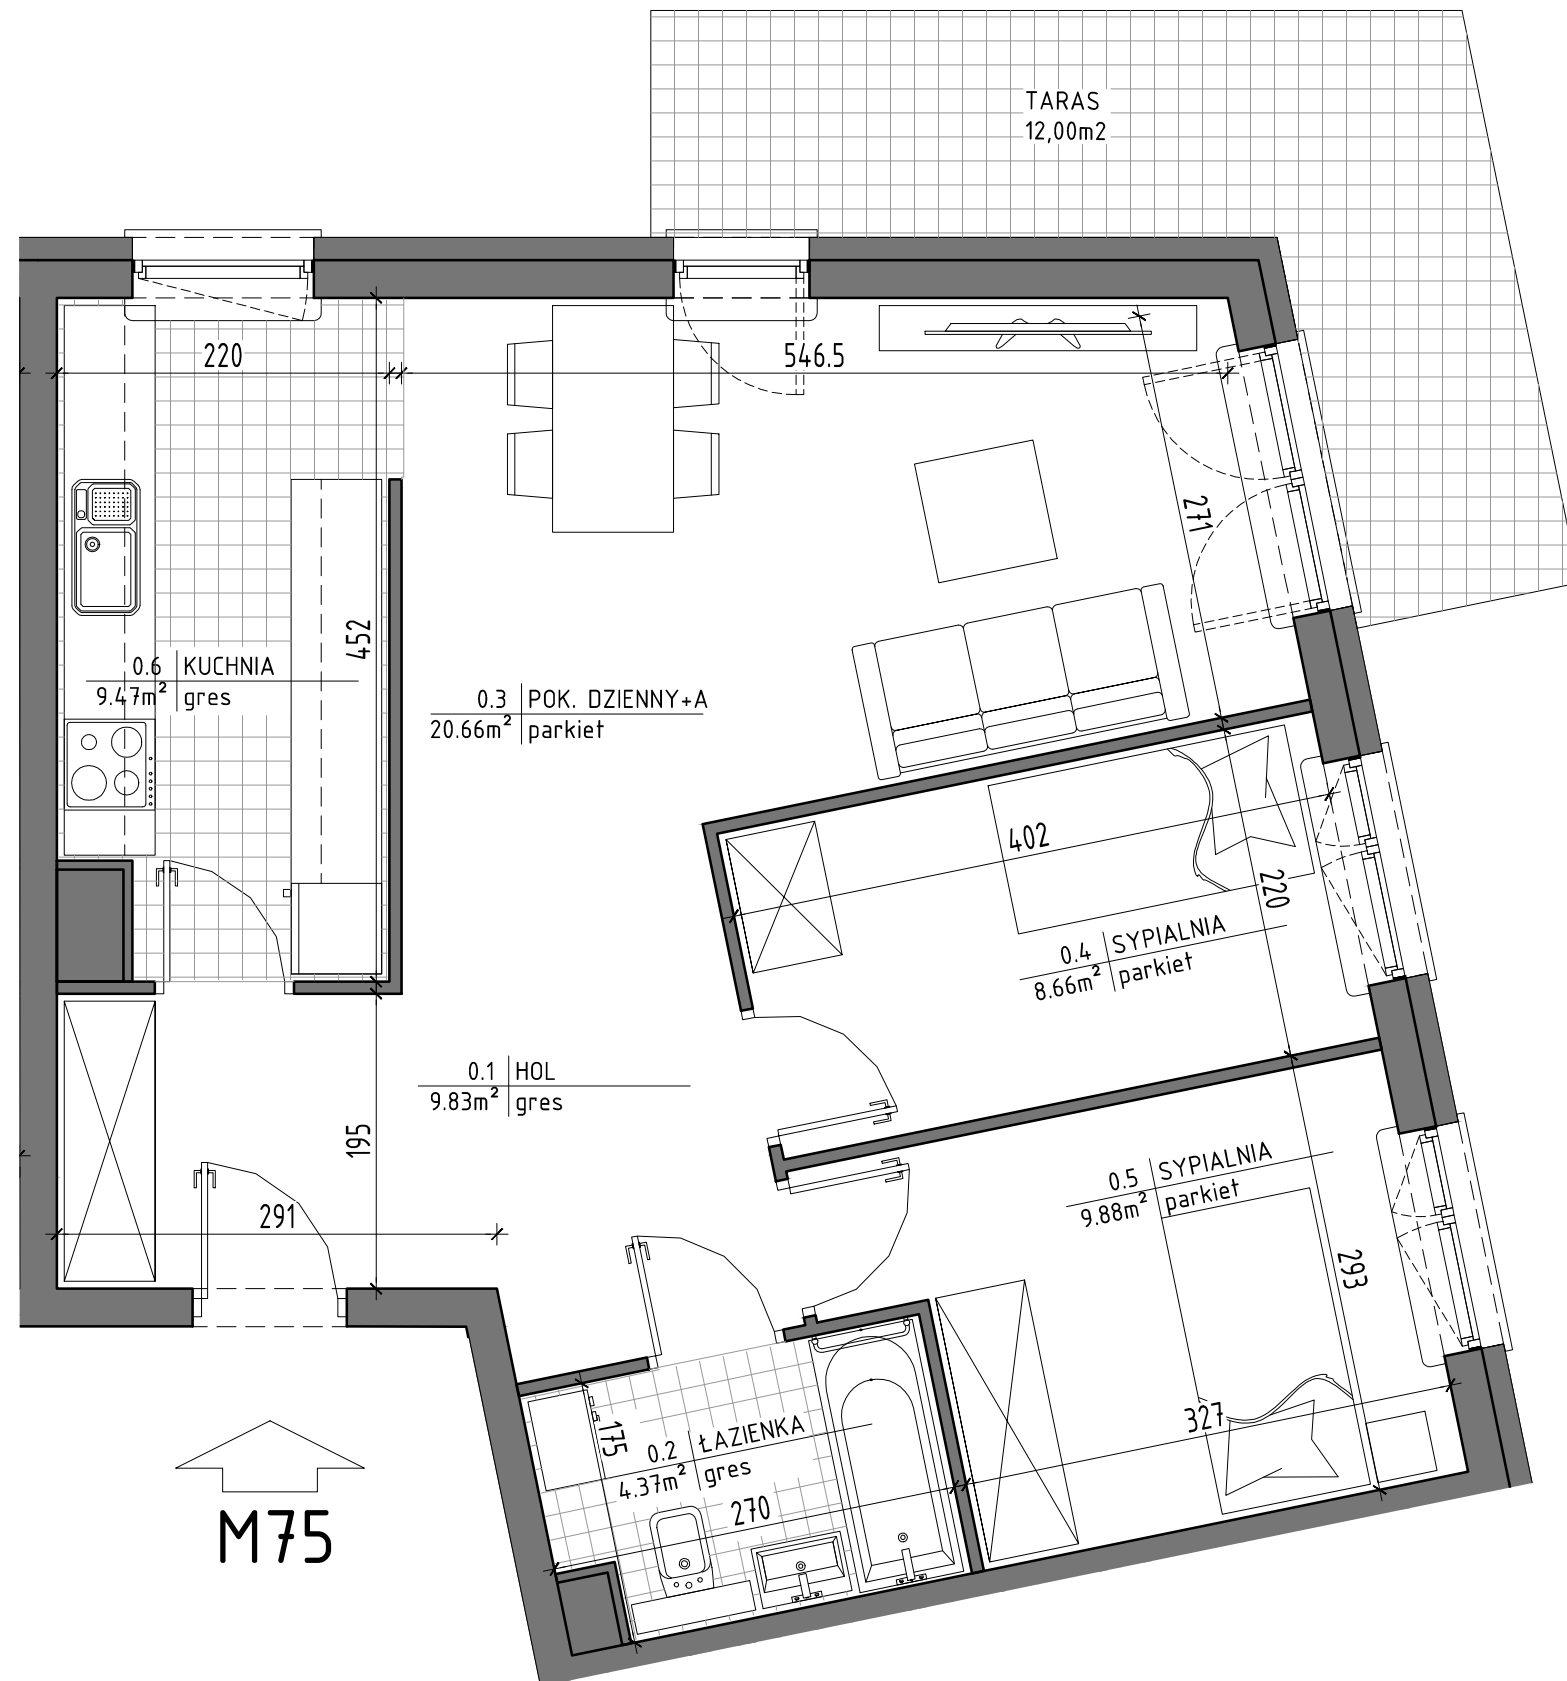 TARAS
12,00m2
220
546.5
271
452
0.6 KUCHNIA
9.47m² gres
0.3 POK. DZIENNY+A
20.66m² parkiet
402
220
0.4 SYPIALNIA
8.66m² parkiet
0.1 HOL
9.83m² gres
195
291
0.5 SYPIALNIA
9.88m² parkiet
293
327
175
0.2 ŁAZIENKA
4.37m² gres
270
M75